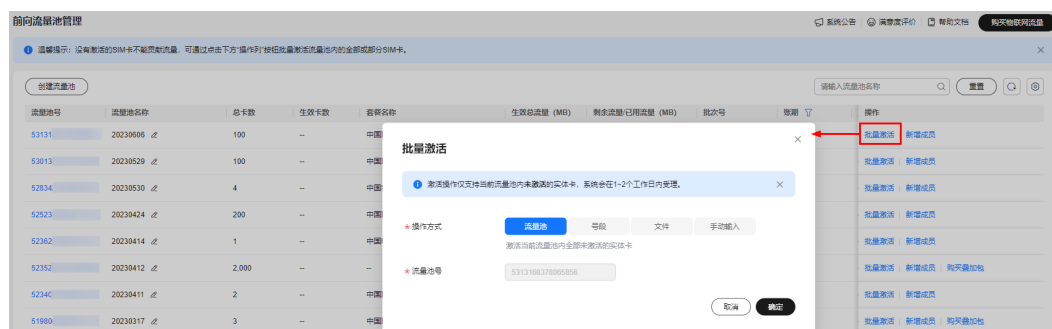 前向流量池管理
系统公告 满意度评价 帮助文档 购买物联网流量
温馨提示：没有激活的SIM卡不能贡献流量，可通过点击下方“操作列”按钮批量激活流量池内的全部或部分SIM卡。
创建流量池 请输入流量池名称 重置
流量池号 流量池名称 总卡数 生效卡数 套餐名称 生效总流量 (MB) 剩余流量/已用流量 (MB) 批次号 账期 操作
53131 20230606 100 -- 中国 批量激活 新增成员
批量激活
53013 20230529 100 -- 中国 批量激活 新增成员
激活操作仅支持当前流量池内未激活的实体卡，系统会在1~2个工作日内受理。
52834 20230530 4 -- 中国 批量激活 新增成员
52523 20230424 200 -- 中国 批量激活 新增成员
* 操作方式 流量池 号段 文件 手动输入
激活当前流量池内全部未激活的实体卡
52362 20230414 1 -- 中国 批量激活 新增成员
52352 20230412 2,000 -- -- 批量激活 新增成员 购买叠加包
* 流量池号 5313168378065856
52340 20230411 2 -- 中国 批量激活 新增成员
取消 确定
51980 20230317 3 -- 中国 批量激活 新增成员 购买叠加包